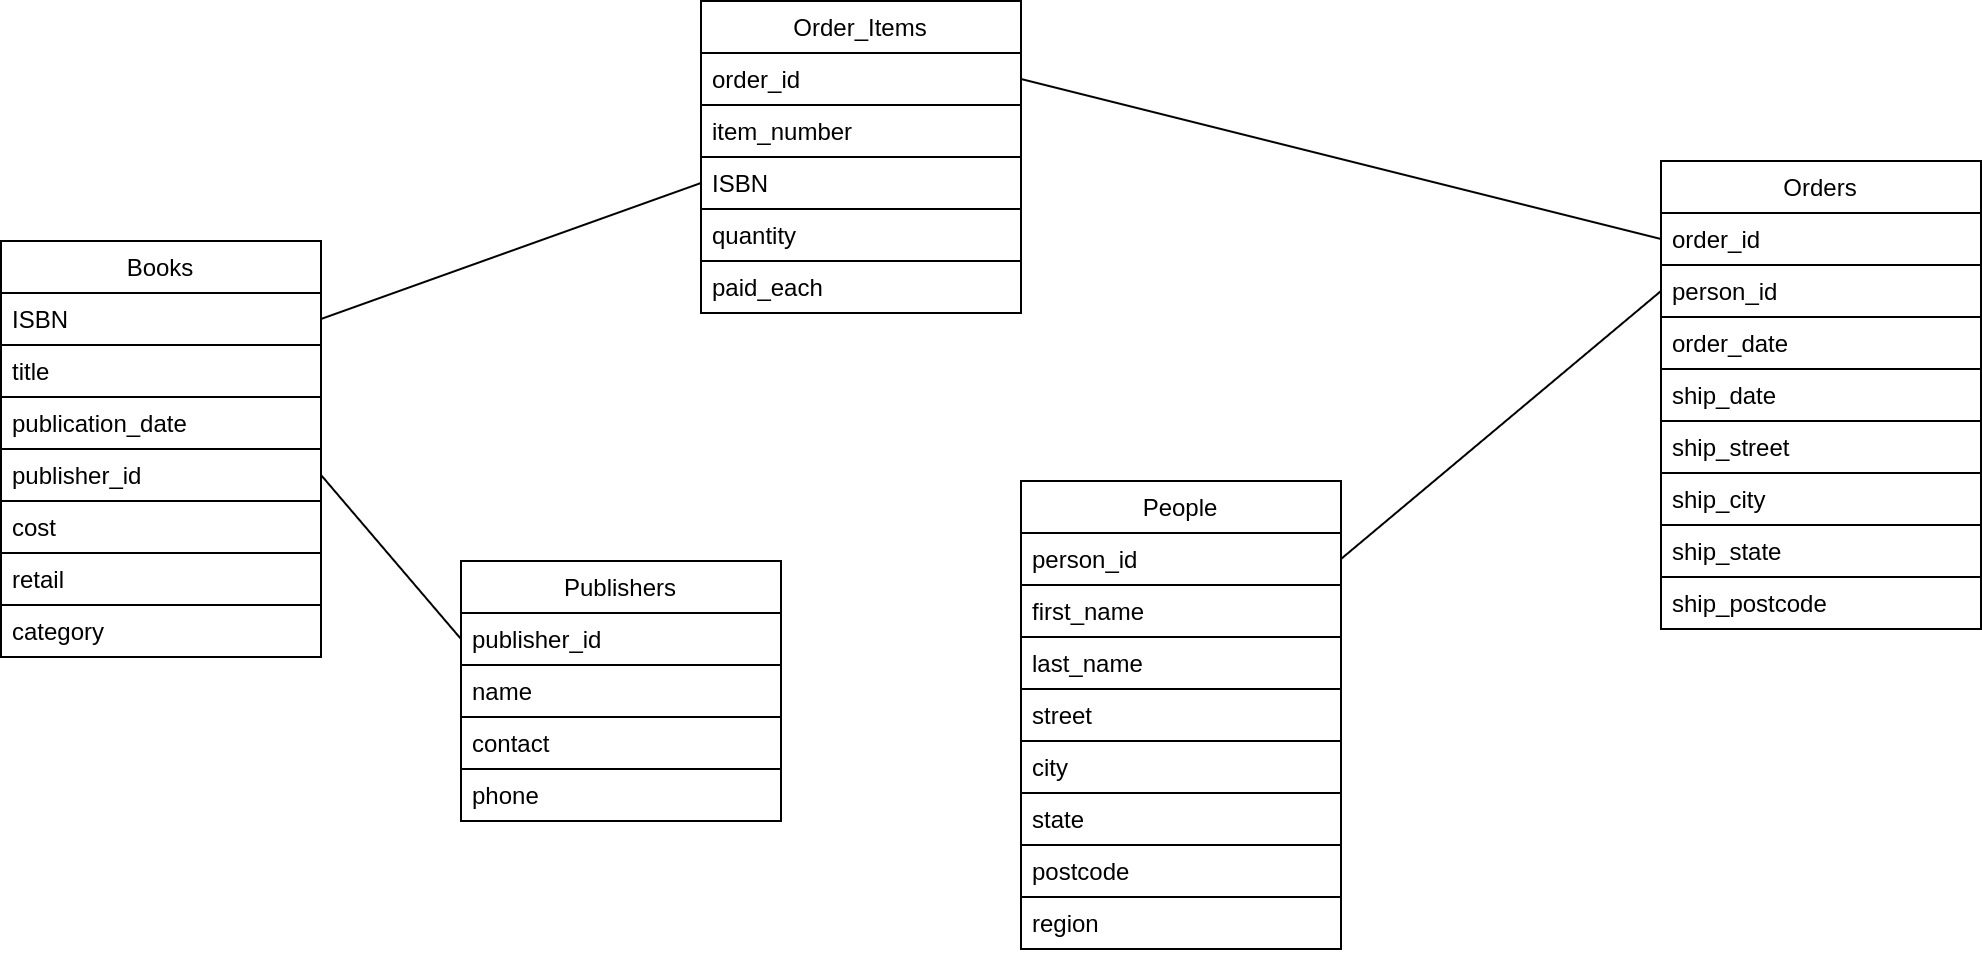 Order_Items
order_id
item_number
ISBN
quantity
paid_each
Orders
order_id
person_id
order_date
ship_date
ship_street
ship_city
ship_state
ship_postcode
Books
ISBN
title
publication_date
publisher_id
cost
retail
category
Publishers
publisher_id
name
contact
phone
People
person_id
first_name
last_name
street
city
state
postcode
region